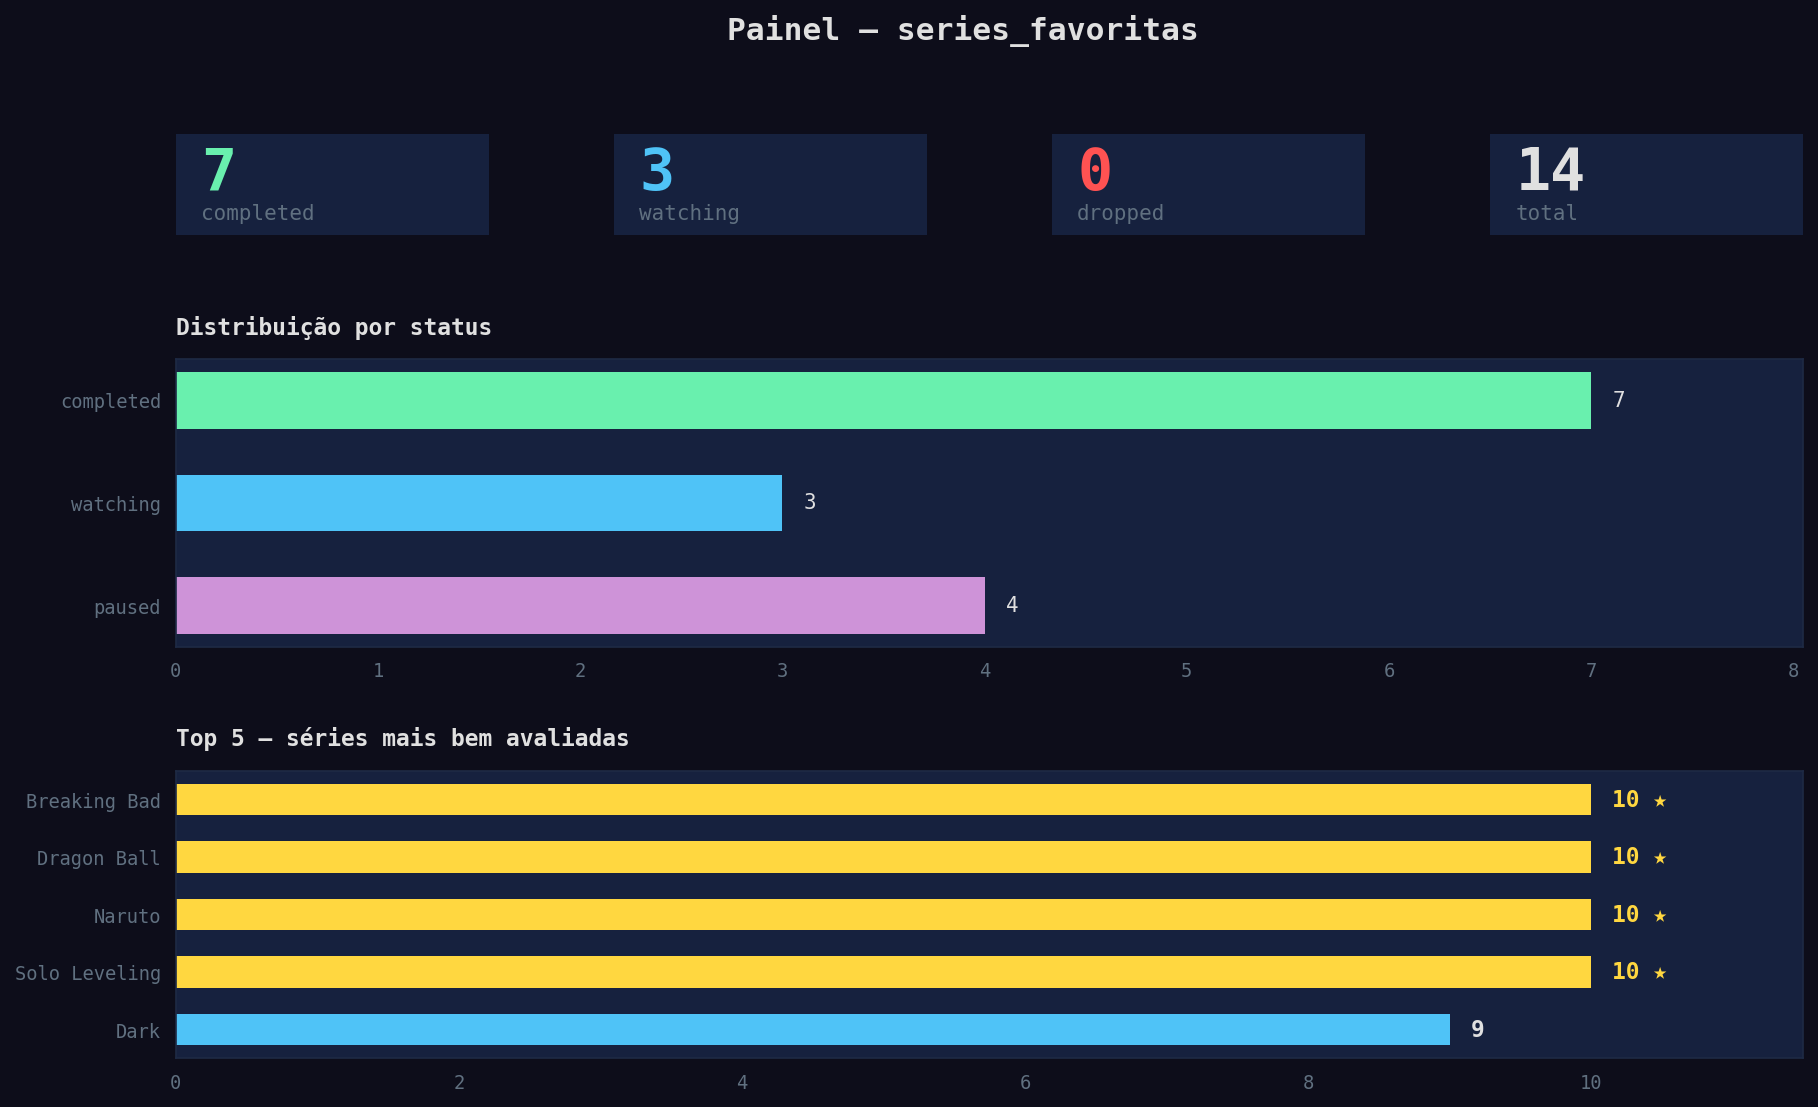 Painel — series_favoritas
7
completed
3
watching
0
dropped
14
total
Distribuição por status
completed 7
watching 3
paused 4
0 1 2 3 4 5 6 7 8
Top 5 — séries mais bem avaliadas
Breaking Bad 10 ★
Dragon Ball 10 ★
Naruto 10 ★
Solo Leveling 10 ★
Dark 9
0 2 4 6 8 10